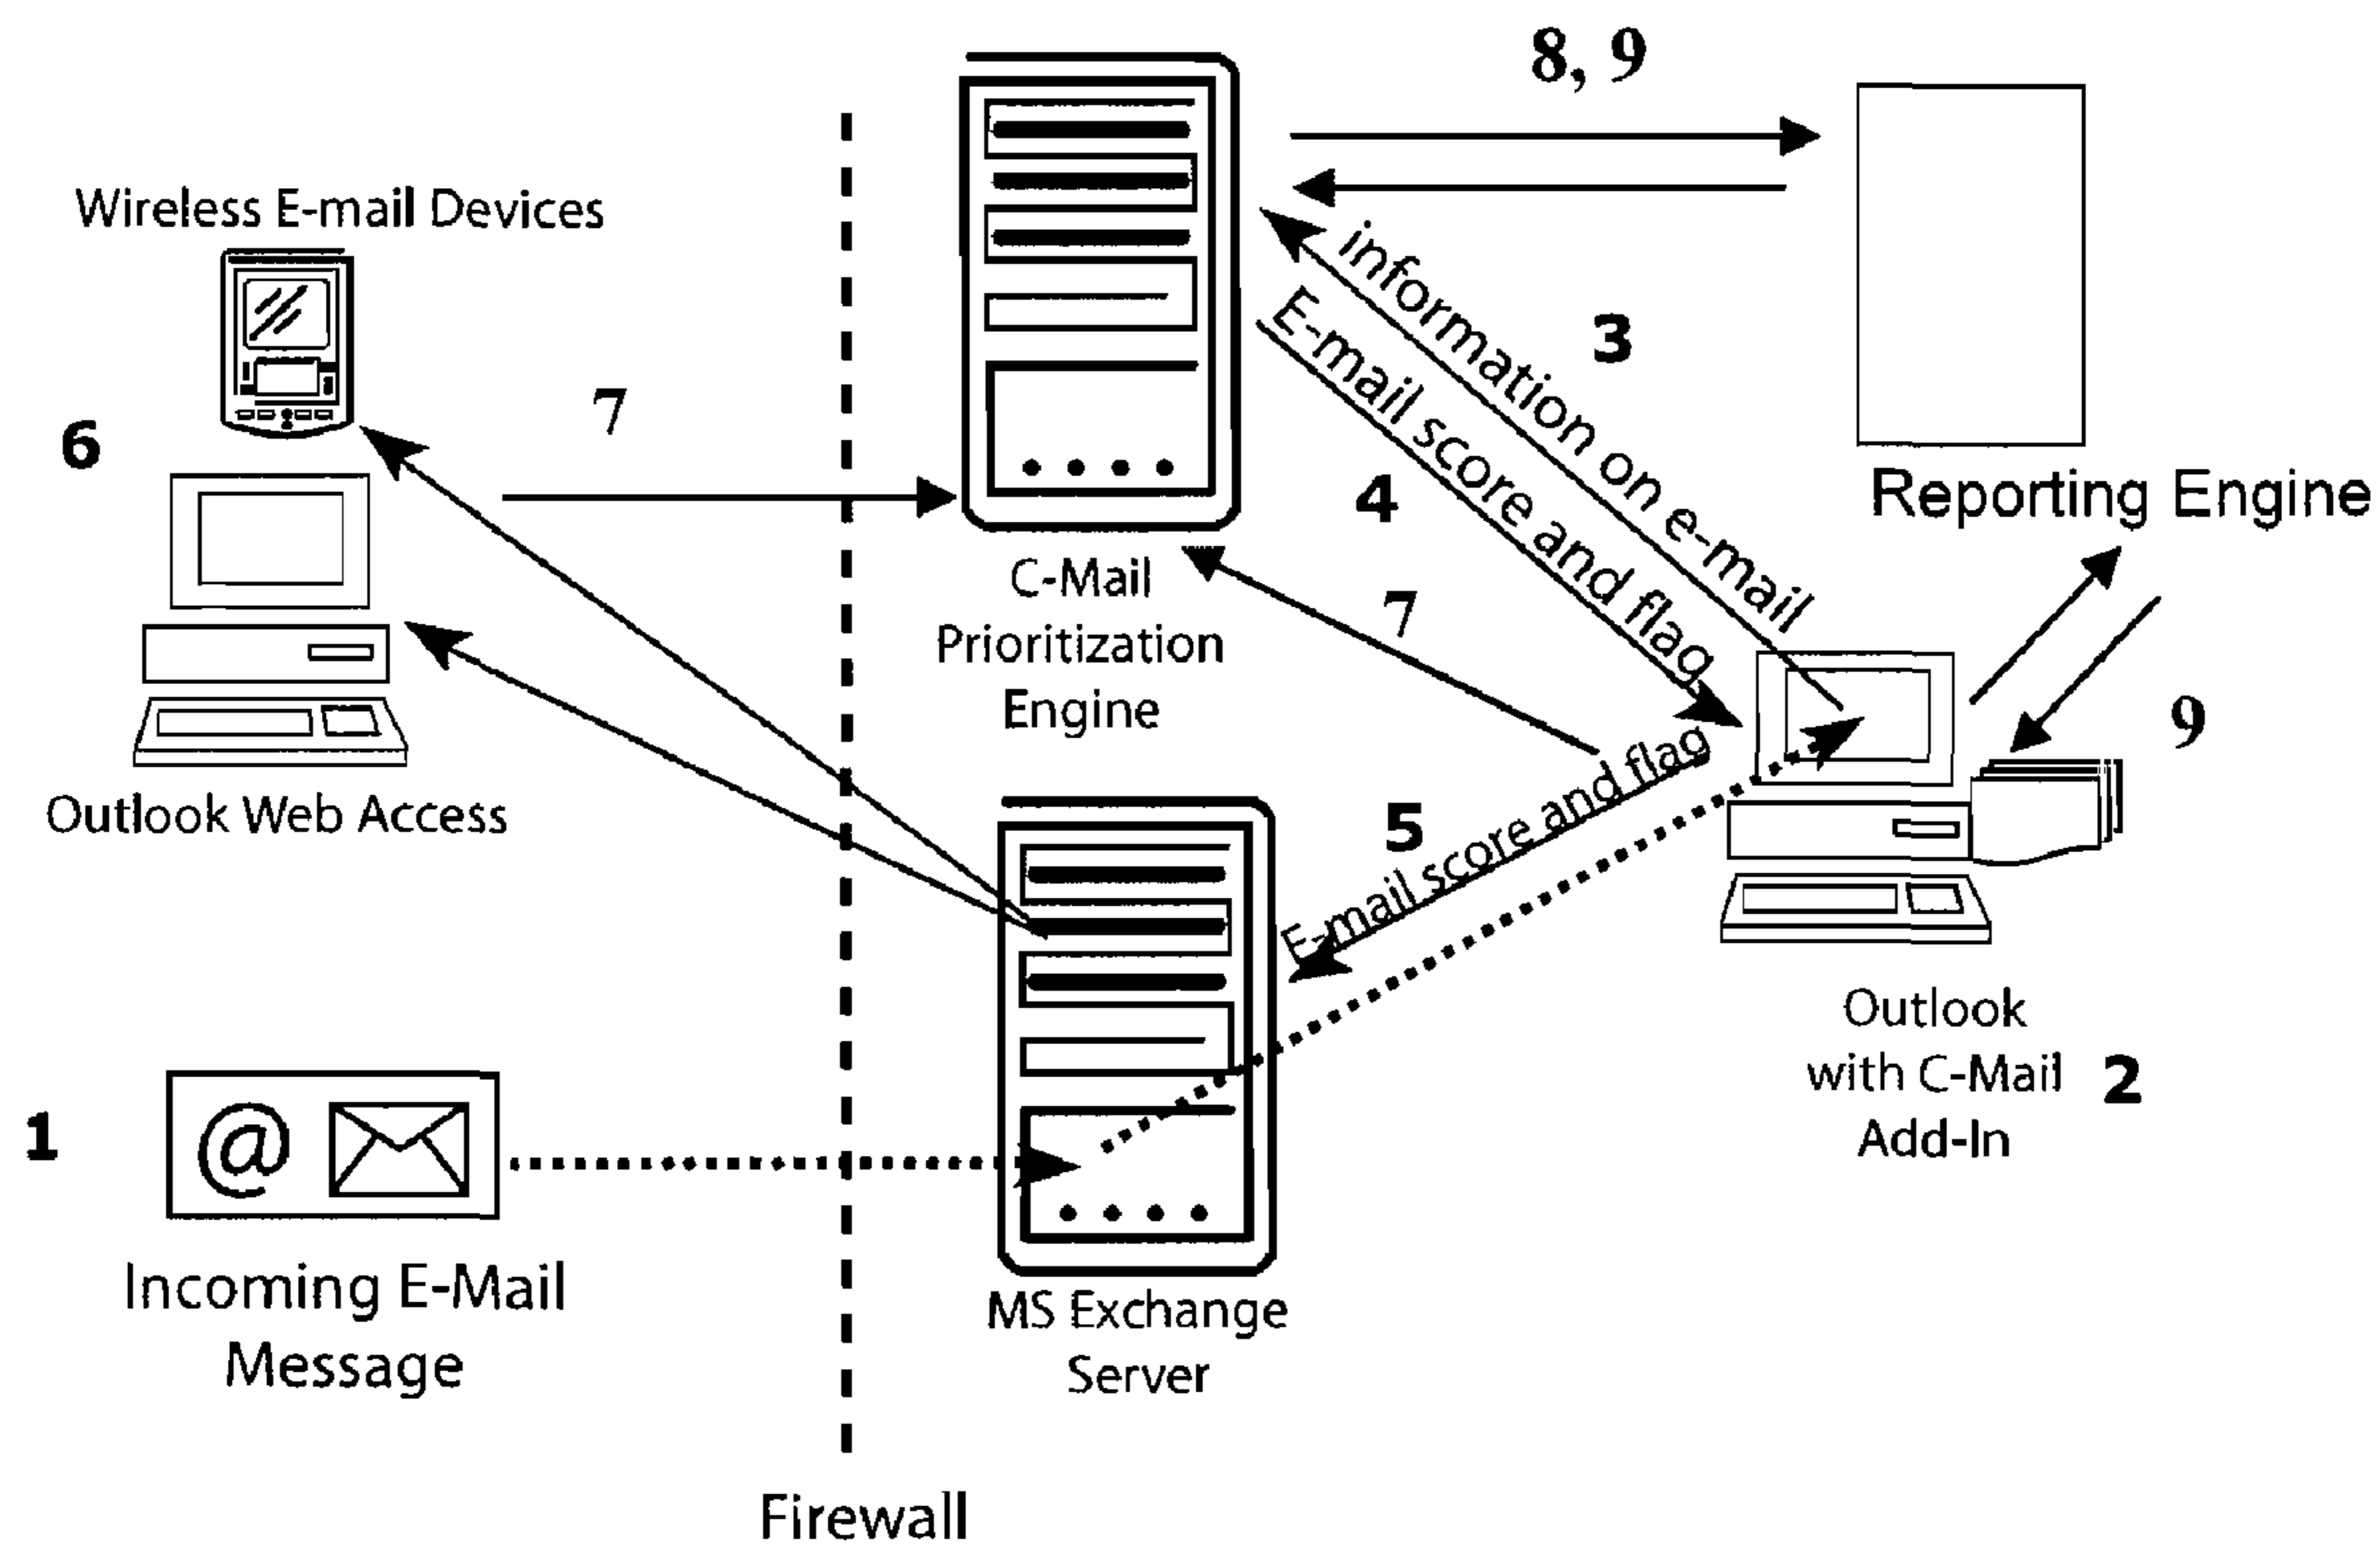 8, 9
Wireless E-mail Devices
information on e-mail
3
E-mail score and flag
7
6
4
Reporting Engine
C-Mail
Prioritization
Engine
7
9
Outlook Web Access
5
E-mail score and flag
Outlook
with C-Mail
Add-In
2
1
Incoming E-Mail
Message
MS Exchange
Server
Firewall